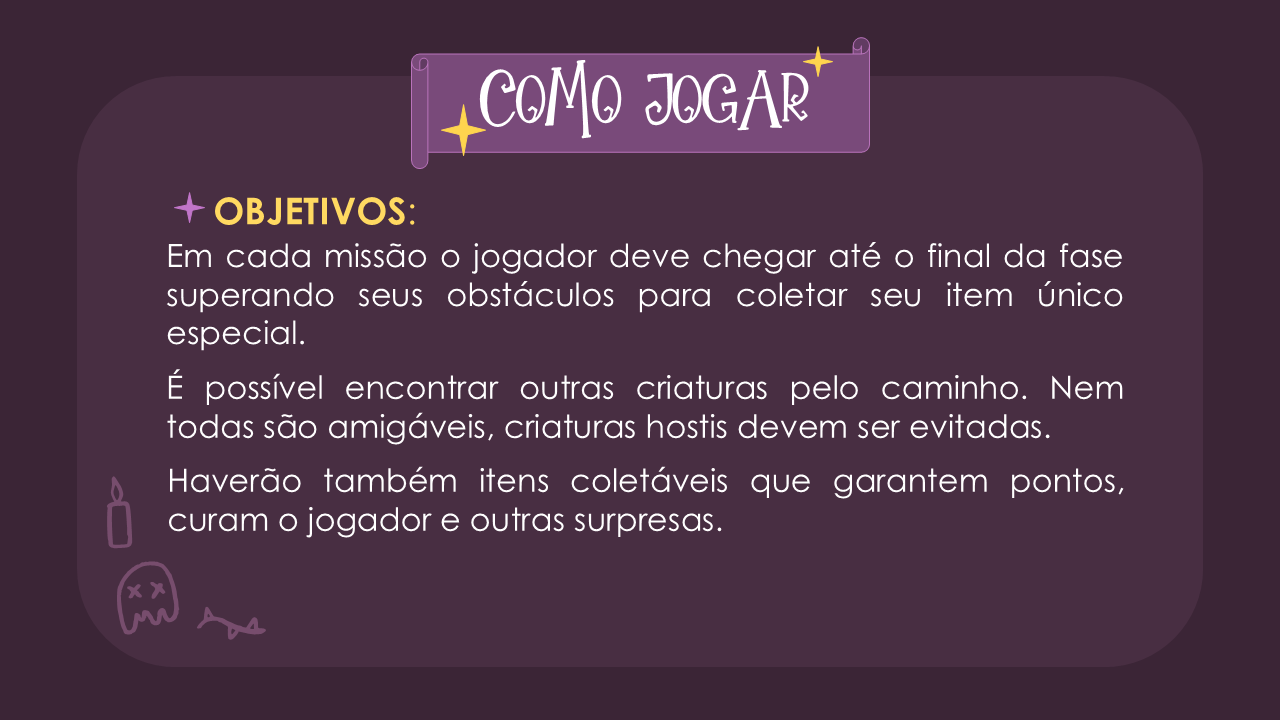 COMO JOGAR
OBJETIVOS:
Em cada missão o jogador deve chegar até o final da fase
superando seus obstáculos para coletar seu item único
especial.
É possível encontrar outras criaturas pelo caminho. Nem
todas são amigáveis, criaturas hostis devem ser evitadas.
Haverão também itens coletáveis que garantem pontos,
curam o jogador e outras surpresas.